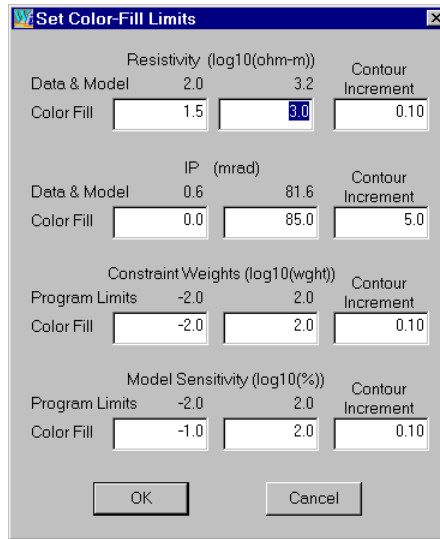 Set Color-Fill Limits
Resistivity (log10(ohm-m)) Contour
Data & Model 2.0 3.2 Increment
Color Fill 1.5 3.0 0.10
IP (mrad) Contour
Data & Model 0.6 81.6 Increment
Color Fill 0.0 85.0 5.0
Constraint Weights (log10(wght)) Contour
Program Limits -2.0 2.0 Increment
Color Fill -2.0 2.0 0.10
Model Sensitivity (log10(%)) Contour
Program Limits -2.0 2.0 Increment
Color Fill -1.0 2.0 0.10
OK Cancel